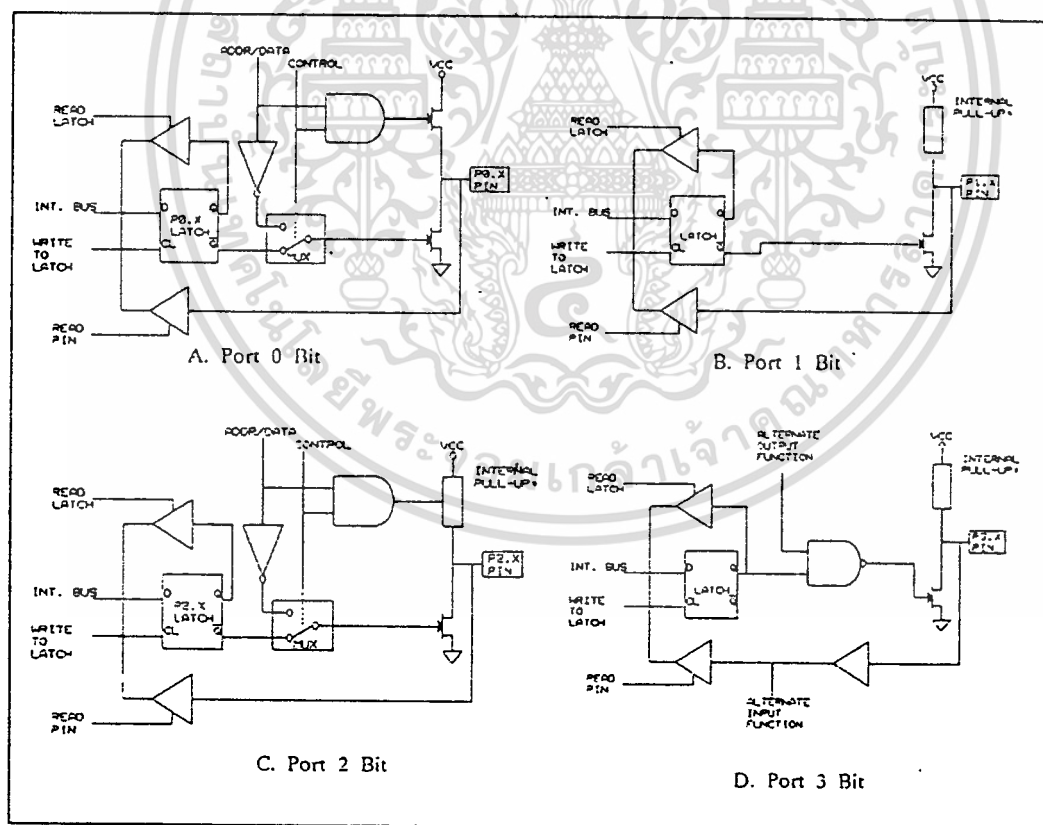 ADDR/DATA
CONTROL
VCC
READ
LATCH
INT. BUS
WRITE
TO
LATCH
READ
PIN
P0.X
LATCH
CL
MUX
P0.X
PIN
A. Port 0 Bit
VCC
INTERNAL
PULL-UP
READ
LATCH
INT. BUS
WRITE
TO
LATCH
READ
PIN
LATCH
CL
P1.X
PIN
B. Port 1 Bit
ADDR/DATA
CONTROL
VCC
INTERNAL
PULL-UP
READ
LATCH
INT. BUS
WRITE
TO
LATCH
READ
PIN
P2.X
LATCH
CL
MUX
P2.X
PIN
C. Port 2 Bit
ALTERNATE
OUTPUT
FUNCTION
VCC
INTERNAL
PULL-UP
READ
LATCH
INT. BUS
WRITE
TO
LATCH
READ
PIN
LATCH
CL
PIN
ALTERNATE
INPUT
FUNCTION
D. Port 3 Bit